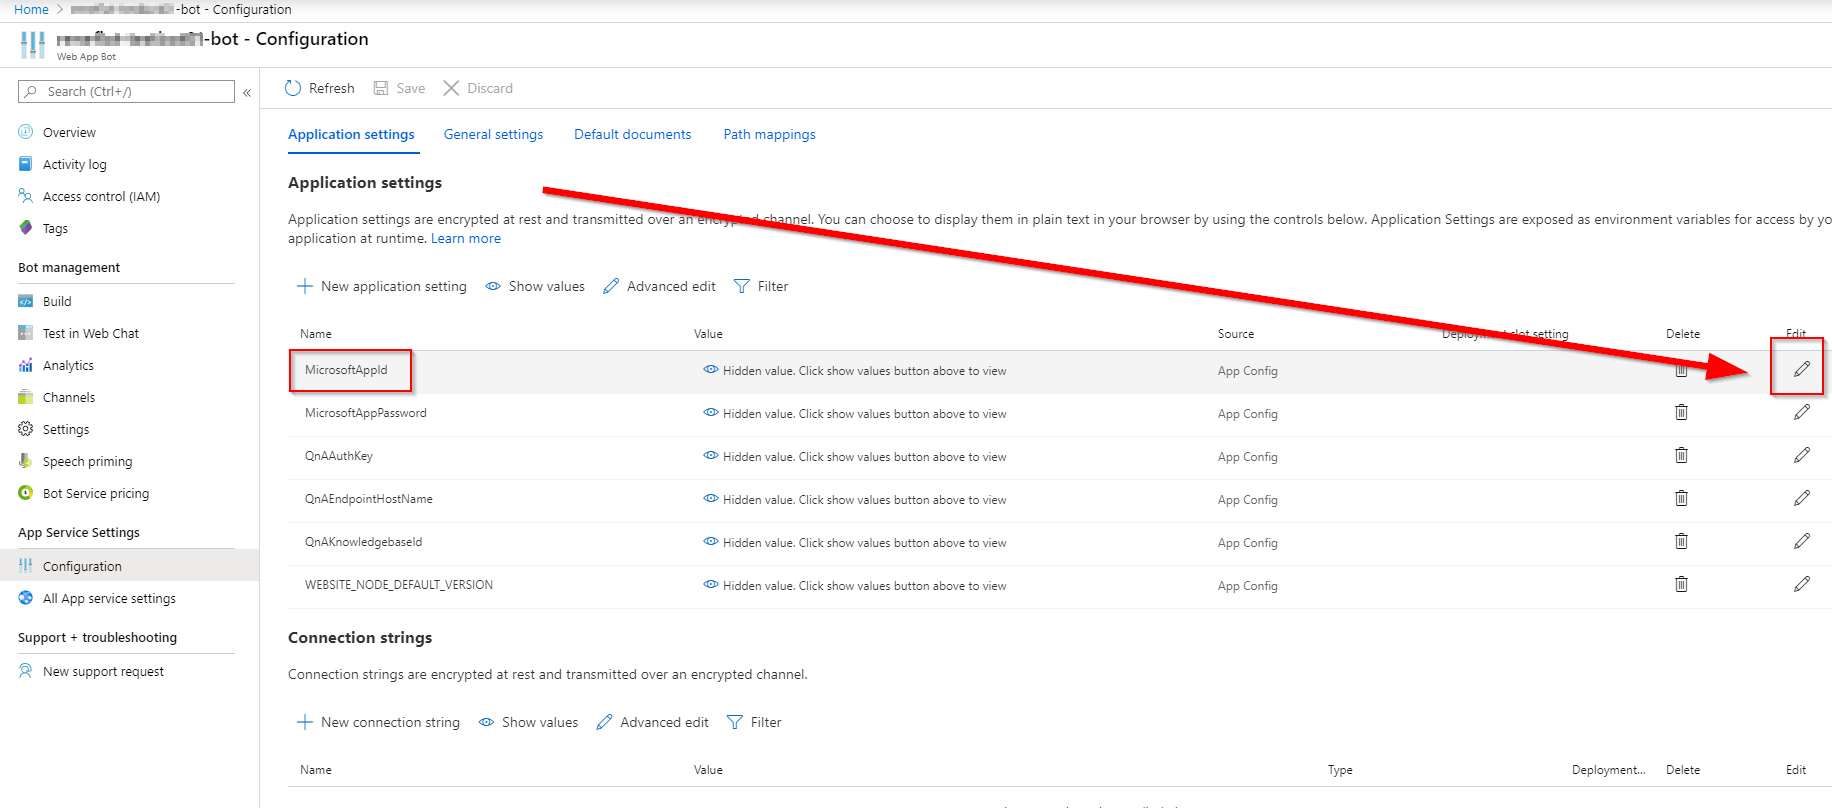 Home > -bot - Configuration
-bot - Configuration
Web App Bot
Search (Ctrl+/) «
Refresh Save Discard
Overview
Activity log
Access control (IAM)
Tags
Bot management
Build
Test in Web Chat
Analytics
Channels
Settings
Speech priming
Bot Service pricing
App Service Settings
Configuration
All App service settings
Support + troubleshooting
New support request
Application settings General settings Default documents Path mappings
Application settings
Application settings are encrypted at rest and transmitted over an encrypted channel. You can choose to display them in plain text in your browser by using the controls below. Application Settings are exposed as environment variables for access by yo
application at runtime. Learn more
New application setting Show values Advanced edit Filter
Name Value Source Deployment slot setting Delete Edit
MicrosoftAppId Hidden value. Click show values button above to view App Config
MicrosoftAppPassword Hidden value. Click show values button above to view App Config
QnAAuthKey Hidden value. Click show values button above to view App Config
QnAEndpointHostName Hidden value. Click show values button above to view App Config
QnAKnowledgebaseId Hidden value. Click show values button above to view App Config
WEBSITE_NODE_DEFAULT_VERSION Hidden value. Click show values button above to view App Config
Connection strings
Connection strings are encrypted at rest and transmitted over an encrypted channel.
New connection string Show values Advanced edit Filter
Name Value Type Deployment... Delete Edit